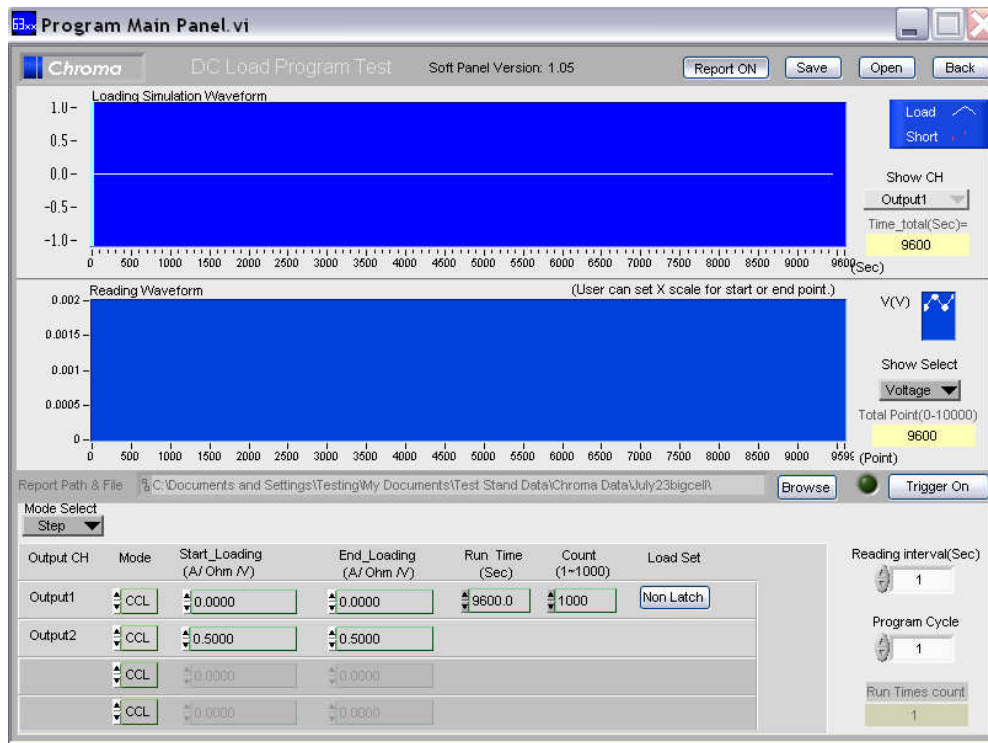 63xx Program Main Panel.vi
Chroma DC Load Program Test Soft Panel Version: 1.05 Report ON Save Open Back
Loading Simulation Waveform
1.0
0.5
0.0
-0.5
-1.0
0 500 1000 1500 2000 2500 3000 3500 4000 4500 5000 5500 6000 6500 7000 7500 8000 8500 9000 9600 (Sec)
Load
Short
Show CH
Output1
Time_total(Sec)=
9600
Reading Waveform (User can set X scale for start or end point.)
0.002
0.0015
0.001
0.0005
0
0 500 1000 1500 2000 2500 3000 3500 4000 4500 5000 5500 6000 6500 7000 7500 8000 8500 9000 9599 (Point)
V(V)
Show Select
Voltage
Total Point(0-10000)
9600
Report Path & File C:\Documents and Settings\Testing\My Documents\Test Stand Data\Chroma Data\July23bigcell\ Browse Trigger On
Mode Select
Step
Output CH Mode Start_Loading (A/ Ohm /V) End_Loading (A/ Ohm /V) Run Time (Sec) Count (1~1000) Load Set
Output1 CCL 0.0000 0.0000 9600.0 1000 Non Latch
Output2 CCL 0.5000 0.5000
CCL 0.0000 0.0000
CCL 0.0000 0.0000
Reading interval(Sec)
1
Program Cycle
1
Run Times count
1